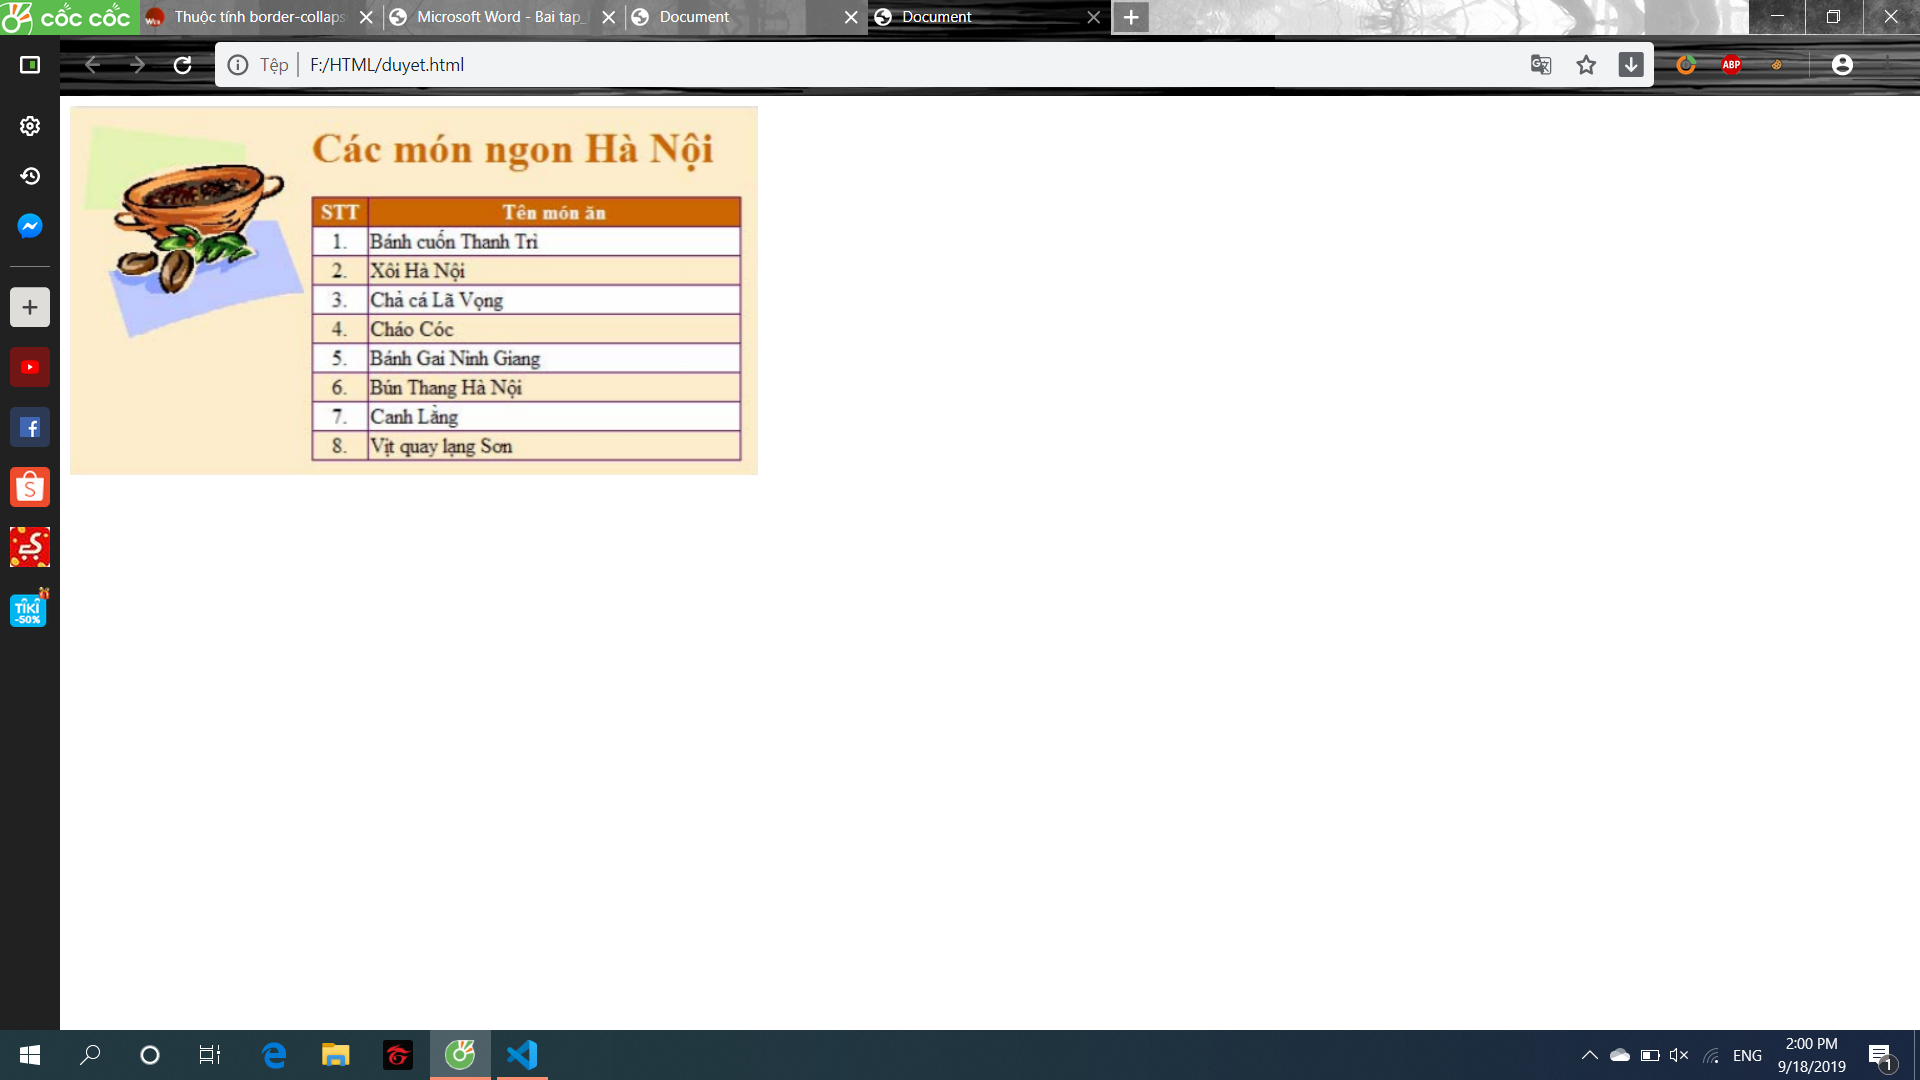 cốc cốc
Thuộc tính border-collaps
Microsoft Word - Bai tap_
Document
Document
Tệp
F:/HTML/duyet.html
ABP
Các món ngon Hà Nội
STT Tên món ăn
1. Bánh cuốn Thanh Trì
2. Xôi Hà Nội
3. Chả cá Lã Vọng
4. Cháo Cóc
5. Bánh Gai Ninh Giang
6. Bún Thang Hà Nội
7. Canh Lằng
8. Vịt quay lạng Sơn
TIKI
-50%
ENG
2:00 PM
9/18/2019
1